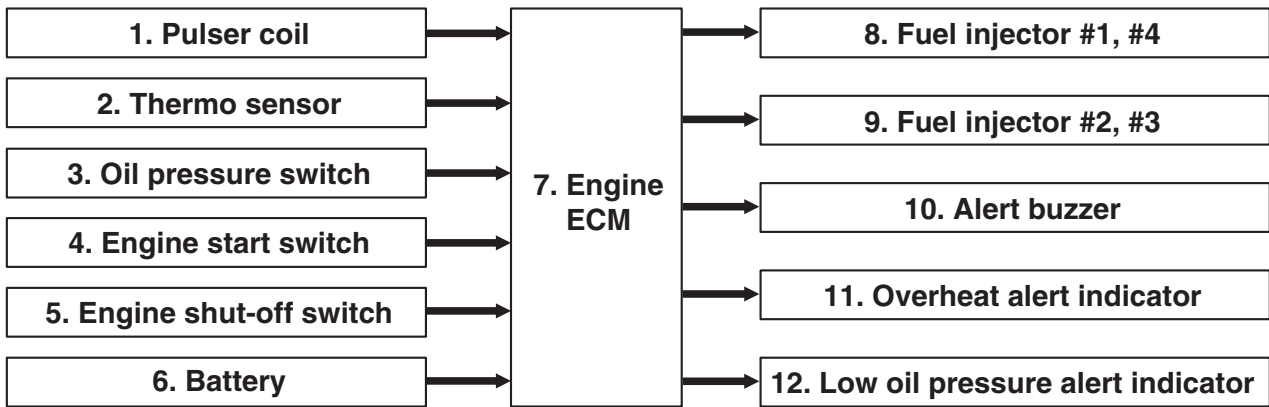 1. Pulser coil
2. Thermo sensor
3. Oil pressure switch
4. Engine start switch
5. Engine shut-off switch
6. Battery
7. Engine
ECM
8. Fuel injector #1, #4
9. Fuel injector #2, #3
10. Alert buzzer
11. Overheat alert indicator
12. Low oil pressure alert indicator